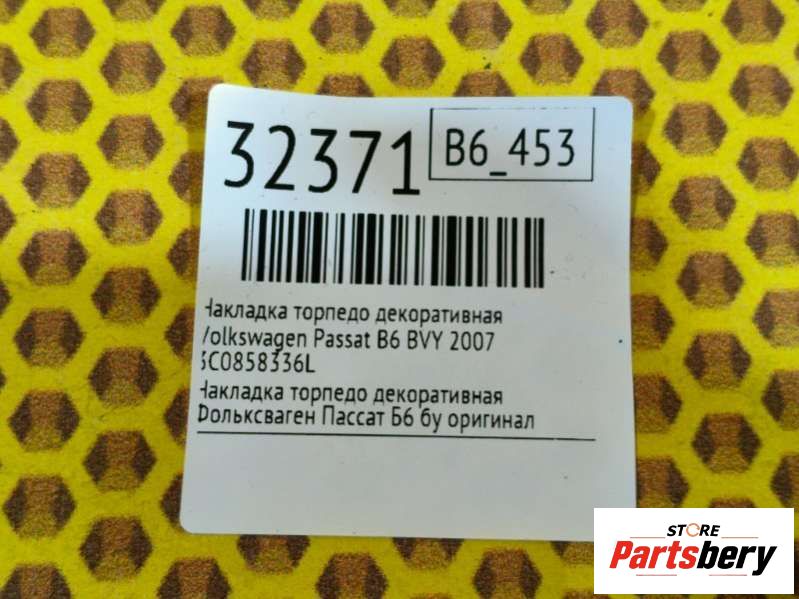 32371
B6_453
Накладка торпедо декоративная
Volkswagen Passat B6 BVY 2007
3C0858336L
Накладка торпедо декоративная
Фольксваген Пассат Б6 бу оригинал
STORE
Partsbery